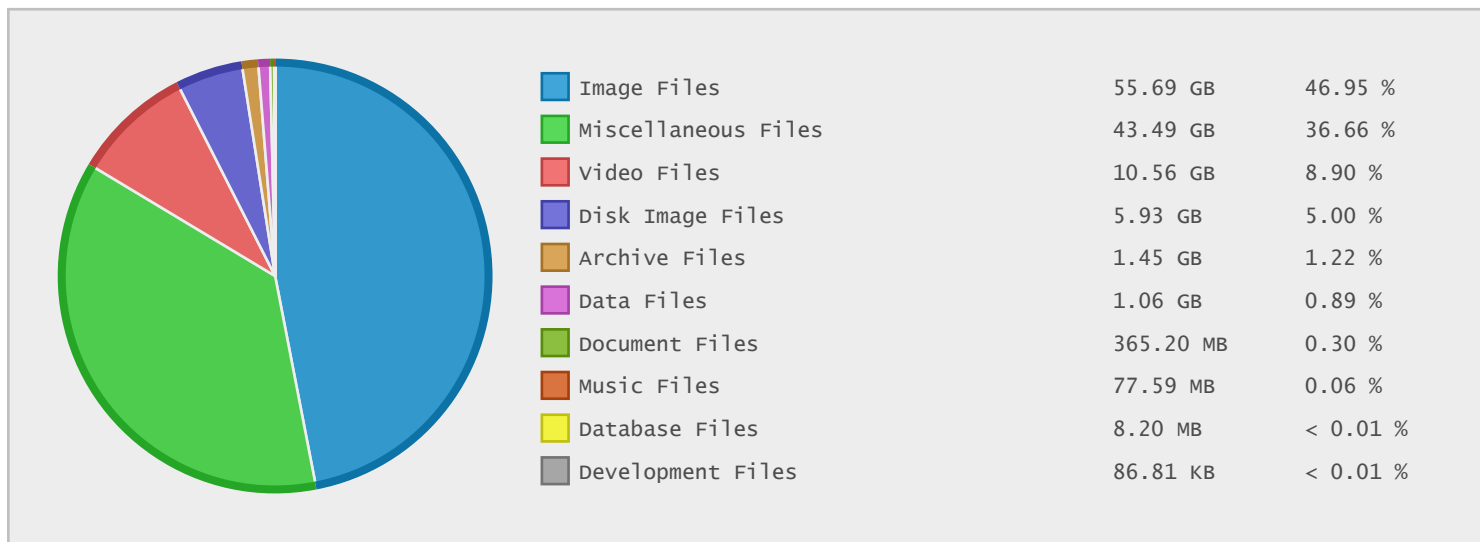 Image Files 55.69 GB 46.95 %
Miscellaneous Files 43.49 GB 36.66 %
Video Files 10.56 GB 8.90 %
Disk Image Files 5.93 GB 5.00 %
Archive Files 1.45 GB 1.22 %
Data Files 1.06 GB 0.89 %
Document Files 365.20 MB 0.30 %
Music Files 77.59 MB 0.06 %
Database Files 8.20 MB < 0.01 %
Development Files 86.81 KB < 0.01 %